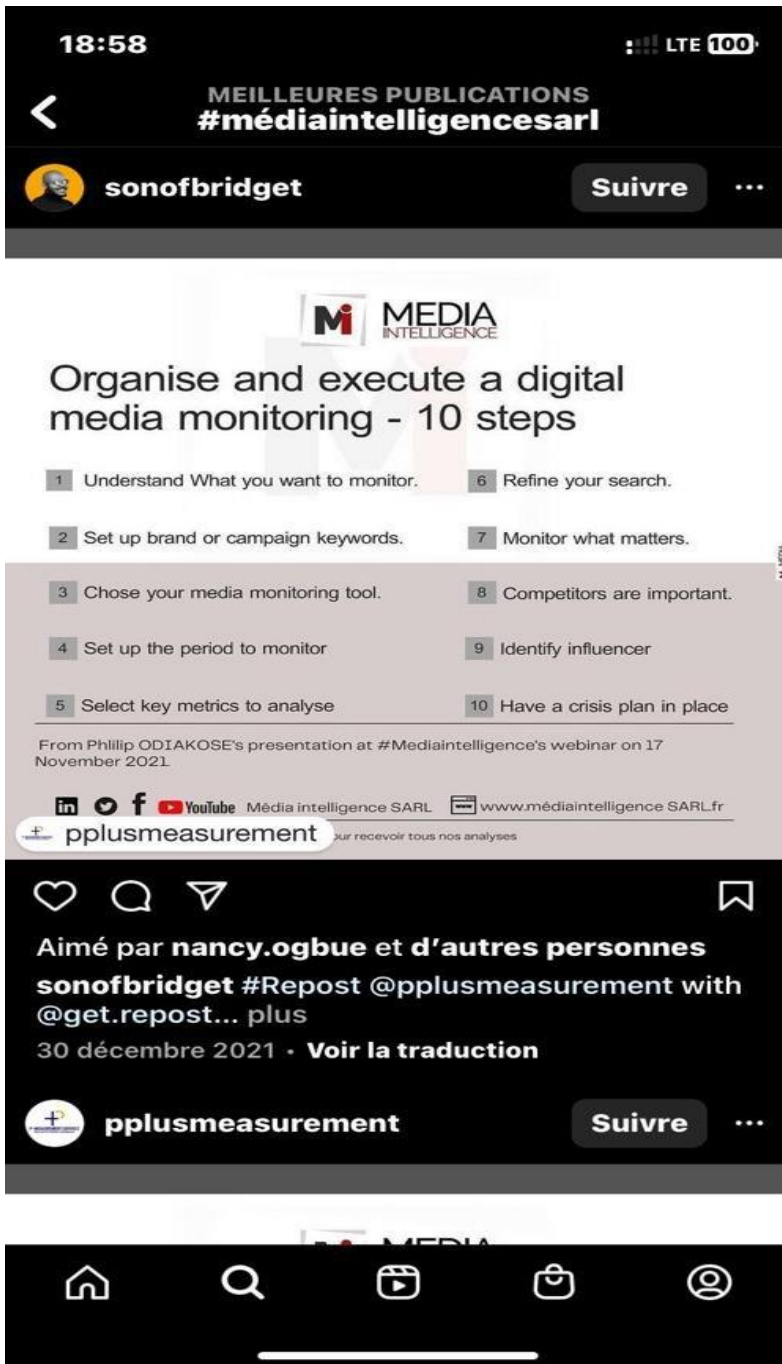 18:58
LTE 100
MEILLEURES PUBLICATIONS
#médiaintelligencesarl
sonofbridget
Suivre
Mi MEDIA
INTELLIGENCE
Organise and execute a digital
media monitoring - 10 steps
1 Understand What you want to monitor.
2 Set up brand or campaign keywords.
3 Chose your media monitoring tool.
4 Set up the period to monitor
5 Select key metrics to analyse
6 Refine your search.
7 Monitor what matters.
8 Competitors are important.
9 Identify influencer
10 Have a crisis plan in place
From Phlilip ODIAKOSE's presentation at #Mediaintelligence's webinar on 17
November 2021.
in f YouTube Média intelligence SARL www www.médiaintelligence SARL.fr
pplusmeasurement
recevoir tous nos analyses
Aimé par nancy.ogbue et d'autres personnes
sonofbridget #Repost @pplusmeasurement with
@get.repost... plus
30 décembre 2021 • Voir la traduction
pplusmeasurement
Suivre